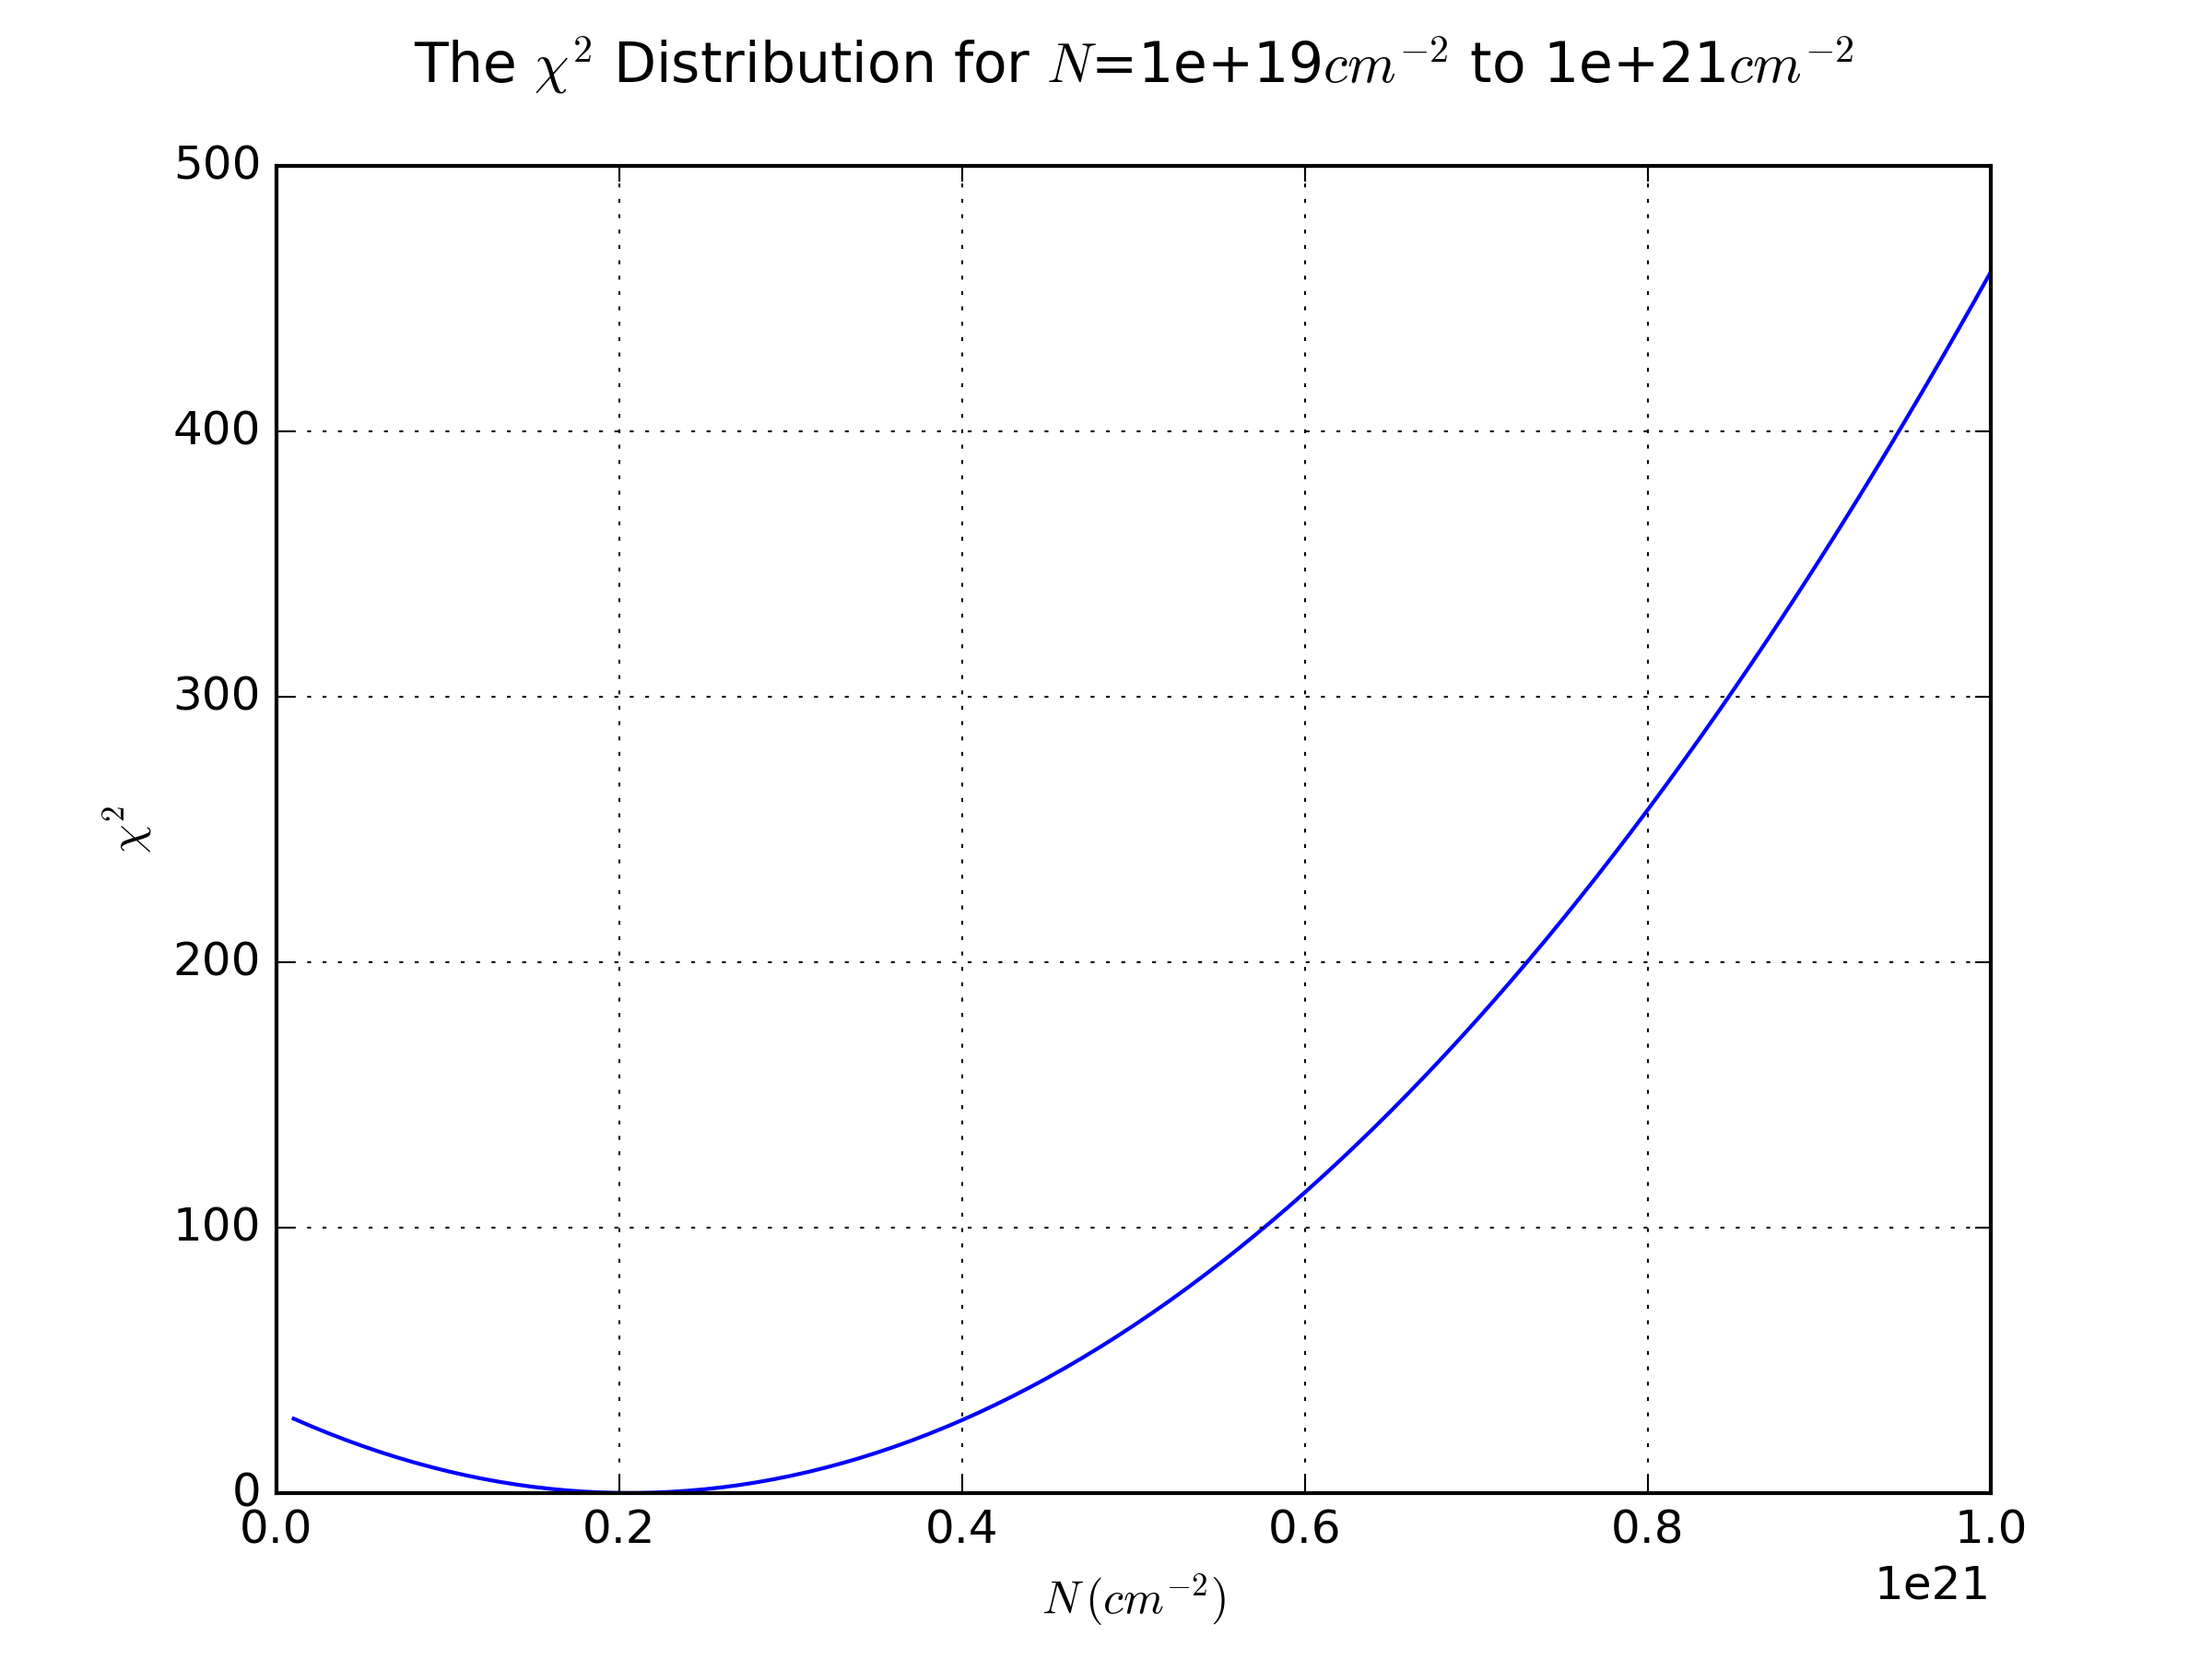 The χ² Distribution for N=1e+19cm⁻² to 1e+21cm⁻²
500
400
300
200
100
0
χ²
0.0 0.2 0.4 0.6 0.8 1.0
1e21
N(cm⁻²)